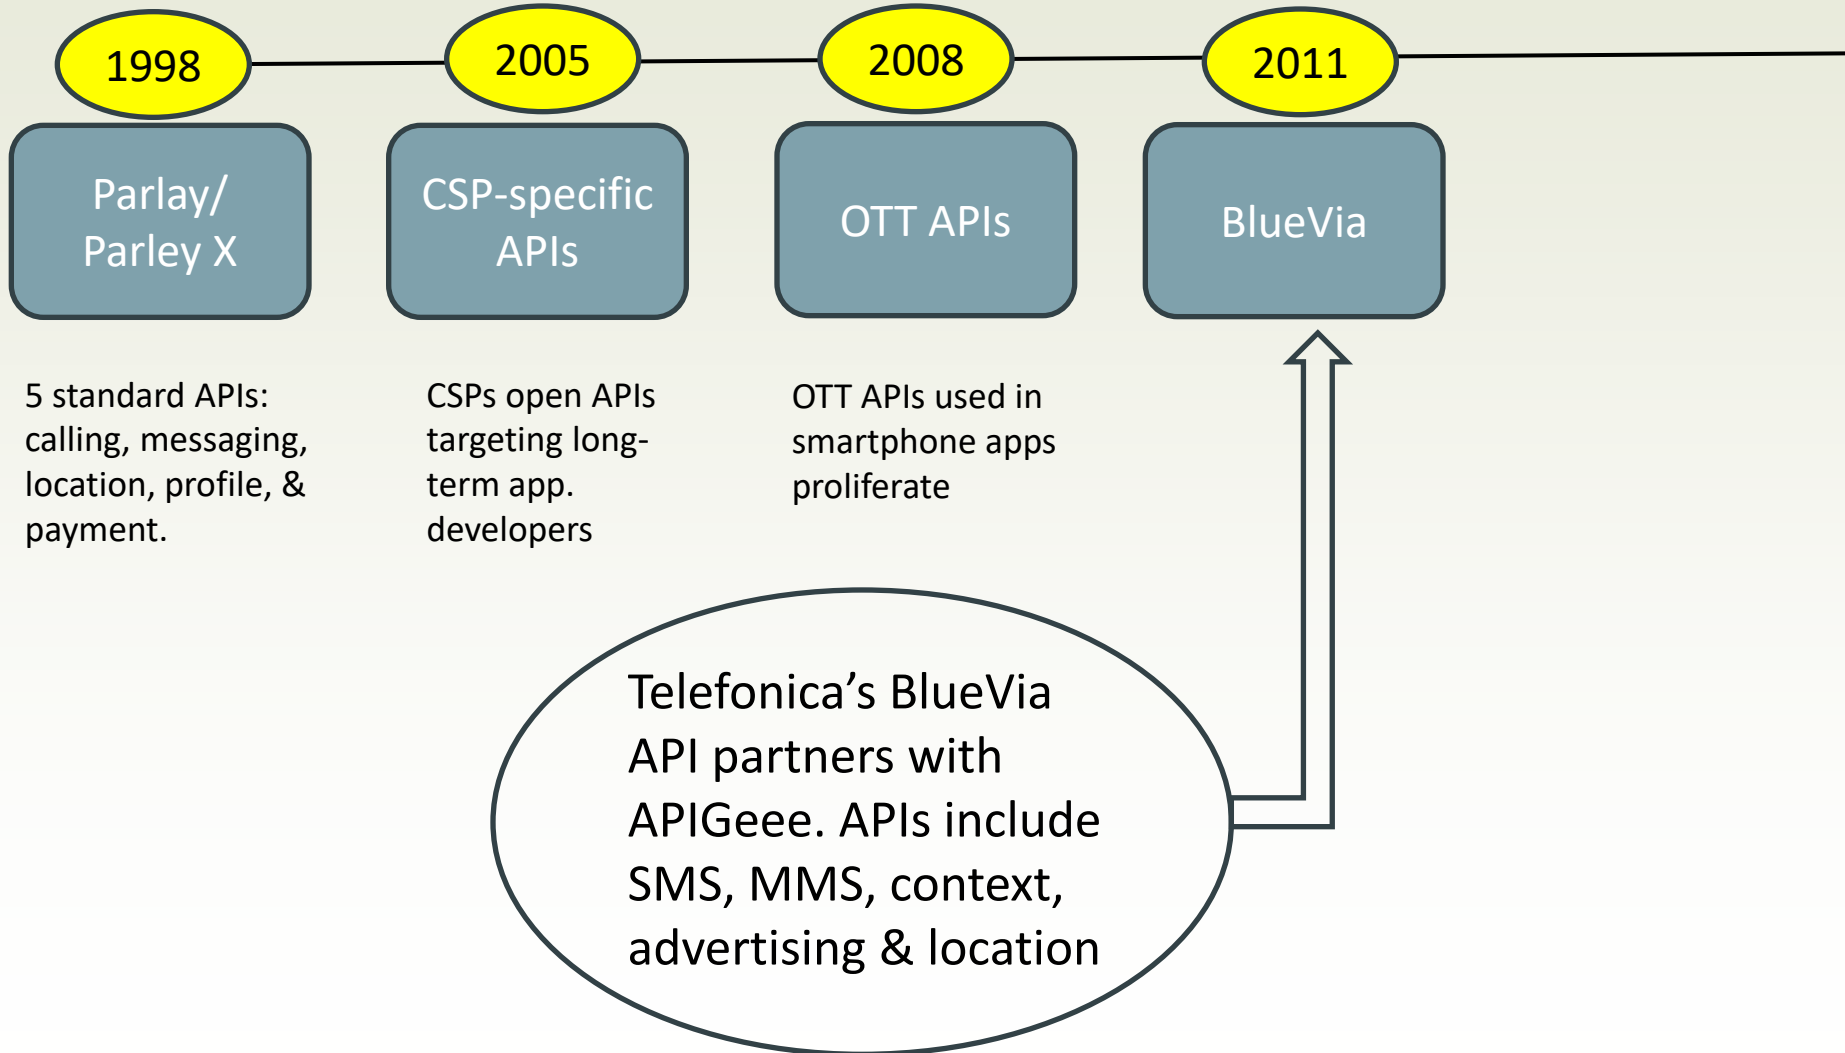 1998
2005
2008
2011
Parlay/
Parley X
CSP-specific
APIs
OTT APIs
BlueVia
5 standard APIs:
calling, messaging,
location, profile, &
payment.
CSPs open APIs
targeting long-
term app.
developers
OTT APIs used in
smartphone apps
proliferate
Telefonica’s BlueVia
API partners with
APIGeee. APIs include
SMS, MMS, context,
advertising & location